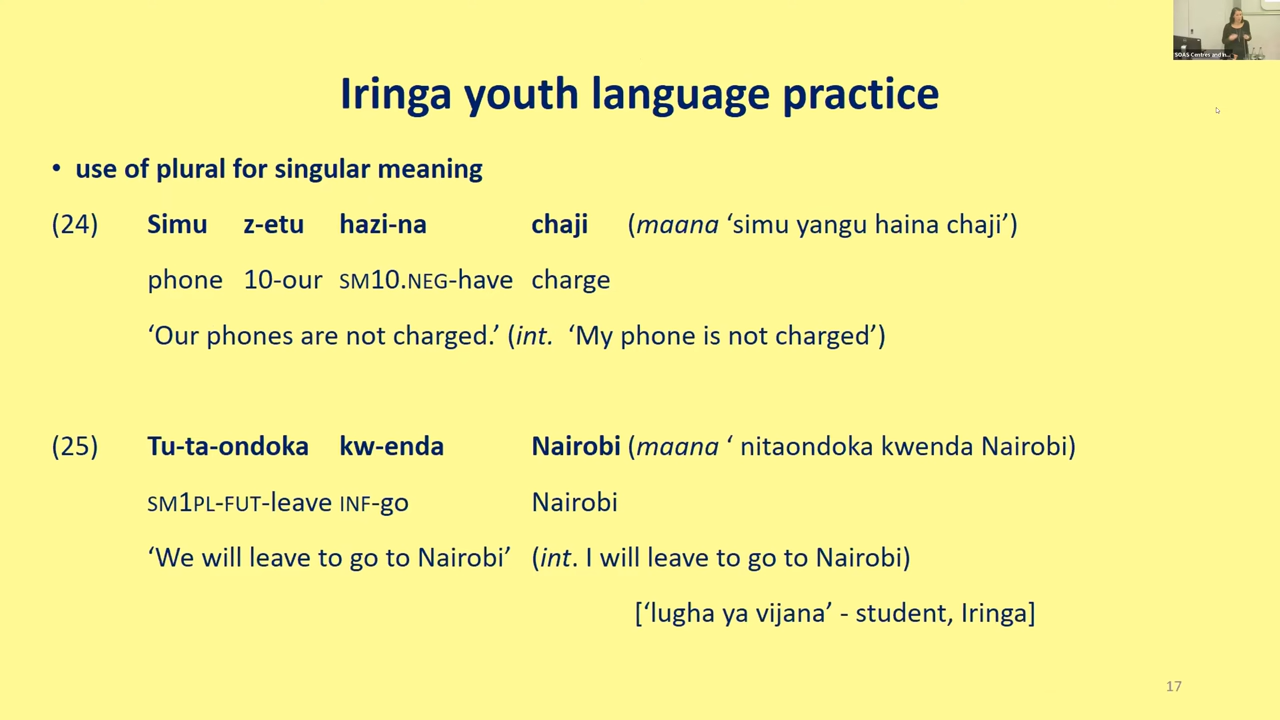 SOAS Centres and In...
Iringa youth language practice
• use of plural for singular meaning
(24) Simu z-etu hazi-na chaji (maana ‘simu yangu haina chaji’)
phone 10-our SM10.NEG-have charge
‘Our phones are not charged.’ (int. ‘My phone is not charged’)
(25) Tu-ta-ondoka kw-enda Nairobi (maana ‘ nitaondoka kwenda Nairobi)
SM1PL-FUT-leave INF-go Nairobi
‘We will leave to go to Nairobi’ (int. I will leave to go to Nairobi)
[‘lugha ya vijana’ - student, Iringa]
17